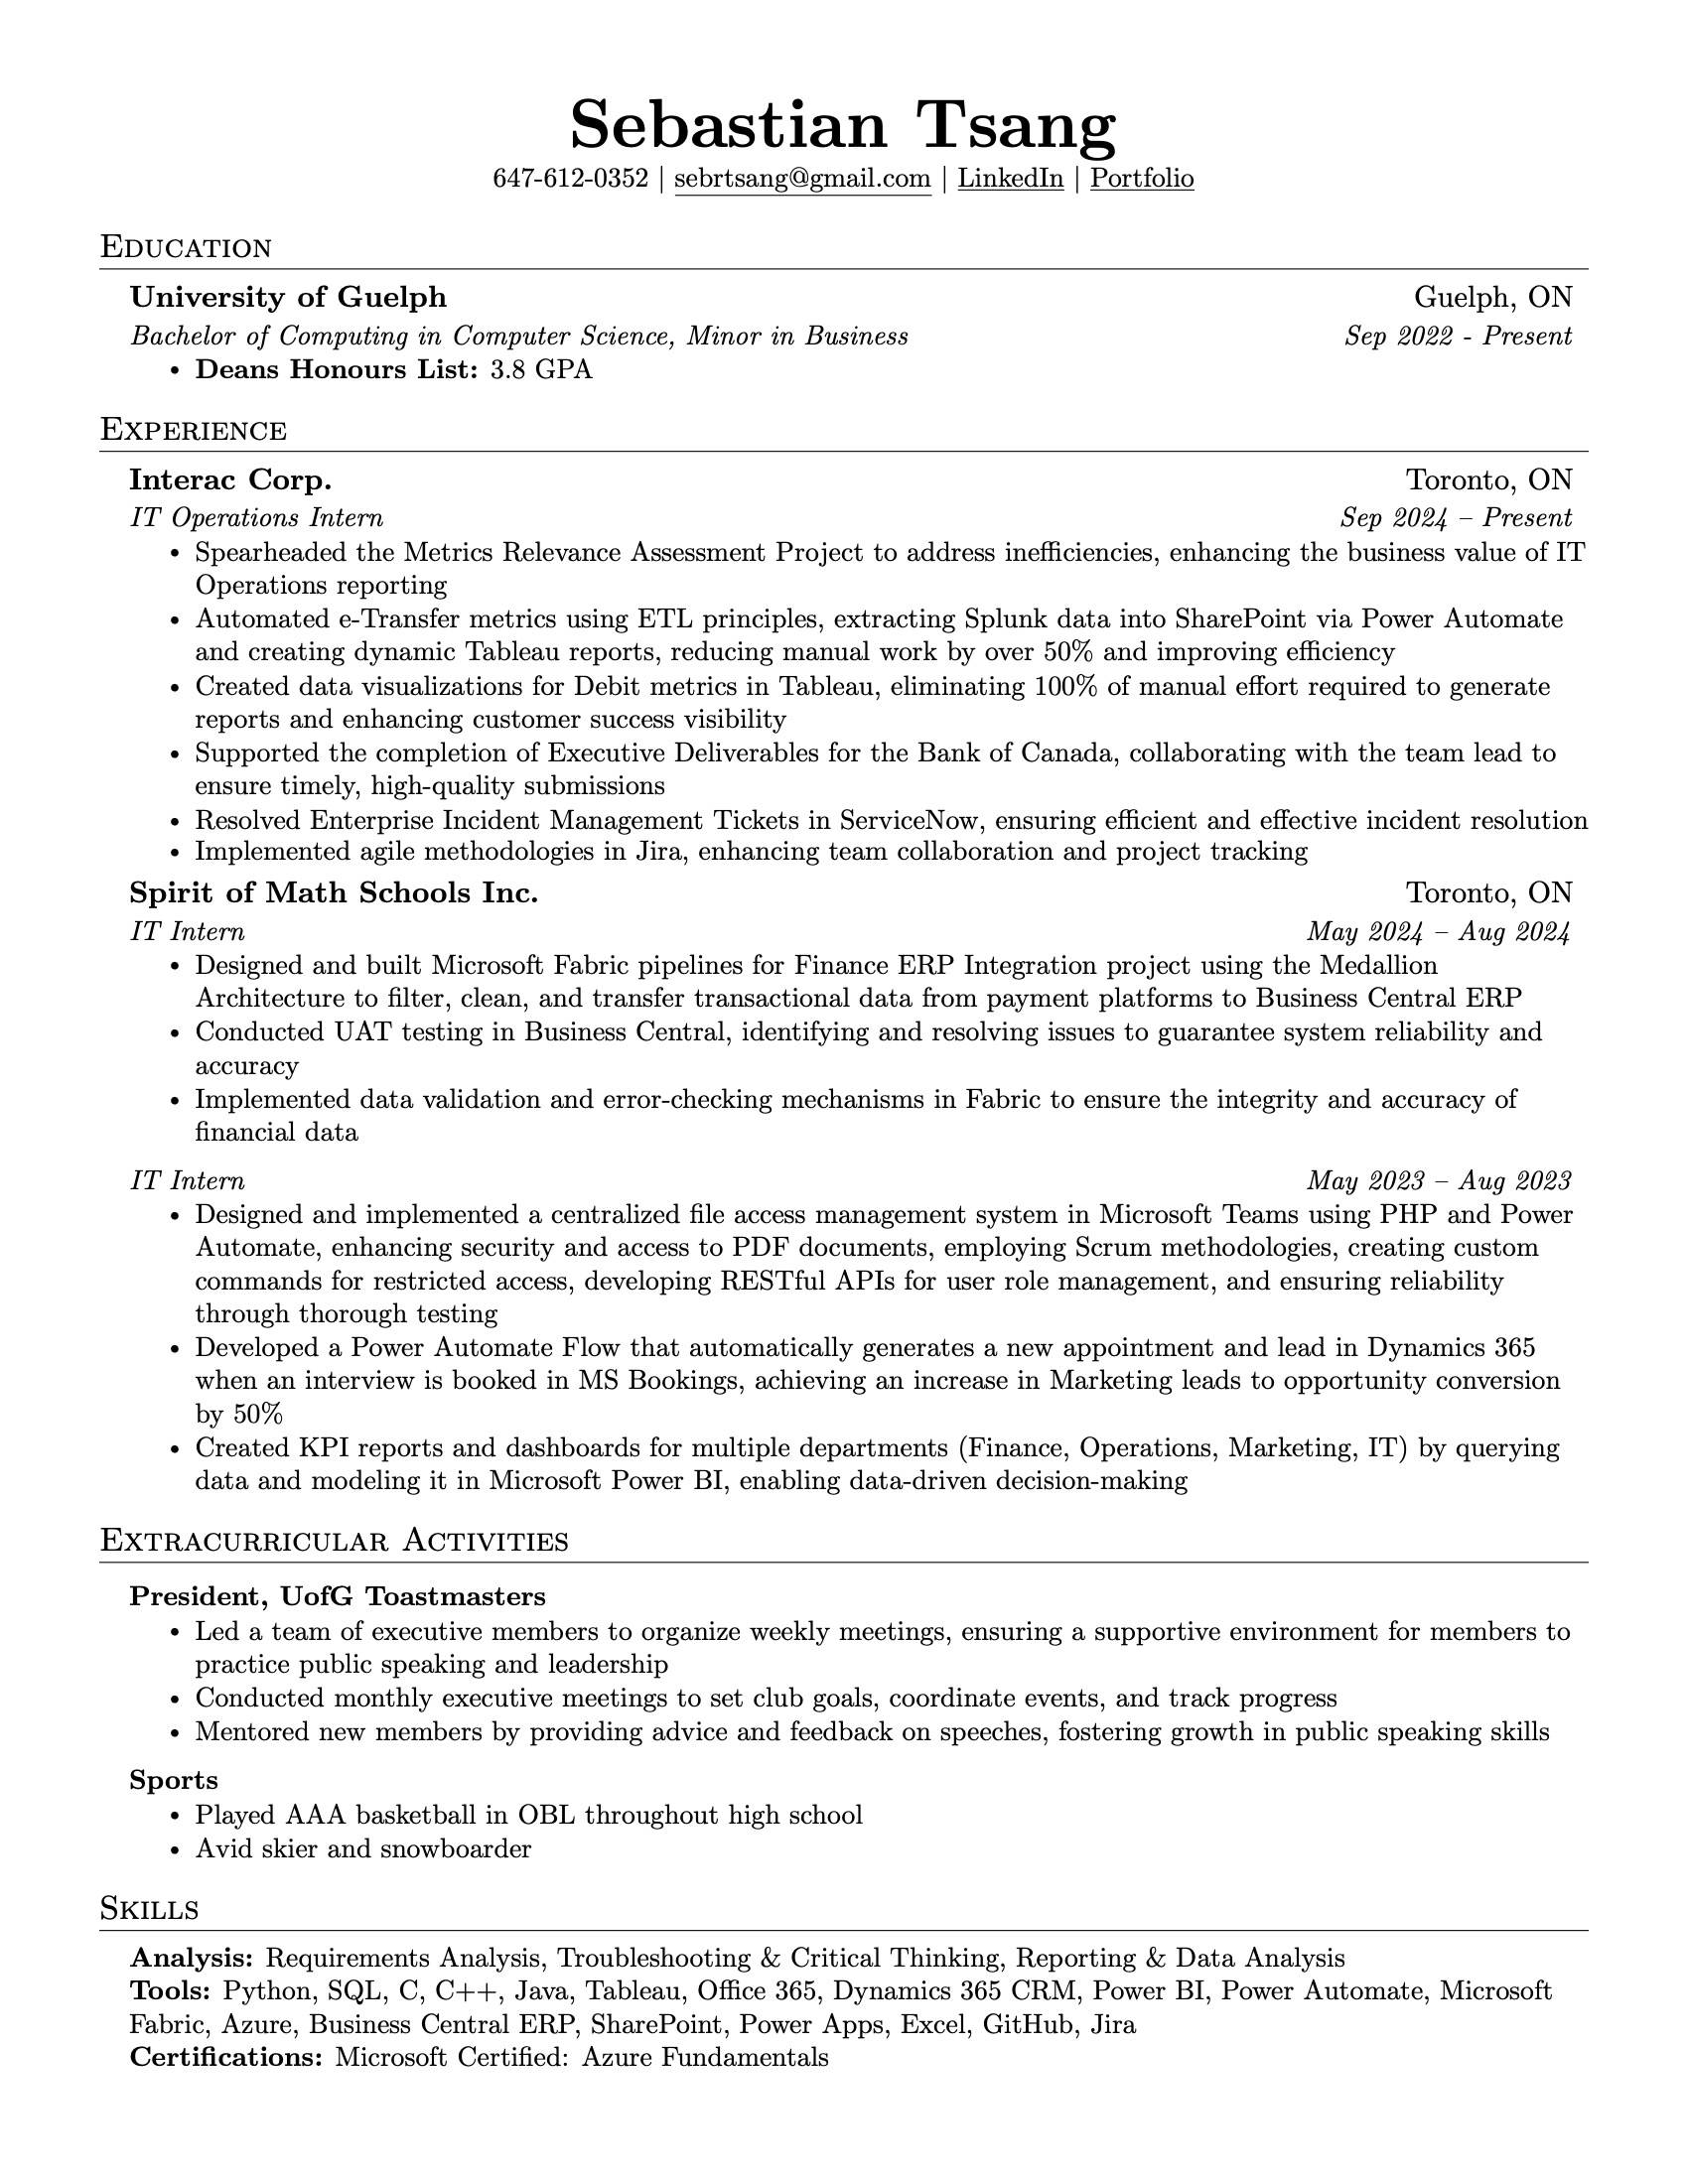 Sebastian Tsang
647-612-0352 | sebrtsang@gmail.com | LinkedIn | Portfolio
Education
University of Guelph Guelph, ON
Bachelor of Computing in Computer Science, Minor in Business Sep 2022 - Present
• Deans Honours List: 3.8 GPA
Experience
Interac Corp. Toronto, ON
IT Operations Intern Sep 2024 – Present
• Spearheaded the Metrics Relevance Assessment Project to address inefficiencies, enhancing the business value of IT
Operations reporting
• Automated e-Transfer metrics using ETL principles, extracting Splunk data into SharePoint via Power Automate
and creating dynamic Tableau reports, reducing manual work by over 50% and improving efficiency
• Created data visualizations for Debit metrics in Tableau, eliminating 100% of manual effort required to generate
reports and enhancing customer success visibility
• Supported the completion of Executive Deliverables for the Bank of Canada, collaborating with the team lead to
ensure timely, high-quality submissions
• Resolved Enterprise Incident Management Tickets in ServiceNow, ensuring efficient and effective incident resolution
• Implemented agile methodologies in Jira, enhancing team collaboration and project tracking
Spirit of Math Schools Inc. Toronto, ON
IT Intern May 2024 – Aug 2024
• Designed and built Microsoft Fabric pipelines for Finance ERP Integration project using the Medallion
Architecture to filter, clean, and transfer transactional data from payment platforms to Business Central ERP
• Conducted UAT testing in Business Central, identifying and resolving issues to guarantee system reliability and
accuracy
• Implemented data validation and error-checking mechanisms in Fabric to ensure the integrity and accuracy of
financial data
IT Intern May 2023 – Aug 2023
• Designed and implemented a centralized file access management system in Microsoft Teams using PHP and Power
Automate, enhancing security and access to PDF documents, employing Scrum methodologies, creating custom
commands for restricted access, developing RESTful APIs for user role management, and ensuring reliability
through thorough testing
• Developed a Power Automate Flow that automatically generates a new appointment and lead in Dynamics 365
when an interview is booked in MS Bookings, achieving an increase in Marketing leads to opportunity conversion
by 50%
• Created KPI reports and dashboards for multiple departments (Finance, Operations, Marketing, IT) by querying
data and modeling it in Microsoft Power BI, enabling data-driven decision-making
Extracurricular Activities
President, UofG Toastmasters
• Led a team of executive members to organize weekly meetings, ensuring a supportive environment for members to
practice public speaking and leadership
• Conducted monthly executive meetings to set club goals, coordinate events, and track progress
• Mentored new members by providing advice and feedback on speeches, fostering growth in public speaking skills
Sports
• Played AAA basketball in OBL throughout high school
• Avid skier and snowboarder
Skills
Analysis: Requirements Analysis, Troubleshooting & Critical Thinking, Reporting & Data Analysis
Tools: Python, SQL, C, C++, Java, Tableau, Office 365, Dynamics 365 CRM, Power BI, Power Automate, Microsoft
Fabric, Azure, Business Central ERP, SharePoint, Power Apps, Excel, GitHub, Jira
Certifications: Microsoft Certified: Azure Fundamentals